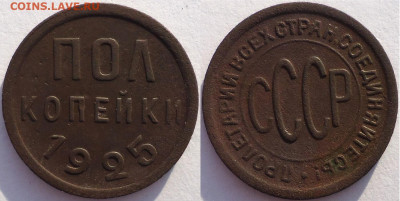 COINS.LAVE.RU
ПОЛ
КОПЕЙКИ
1925
ПРОЛЕТАРИИ ВСЕХ СТРАН, СОЕДИНЯЙТЕСЬ!
СССР